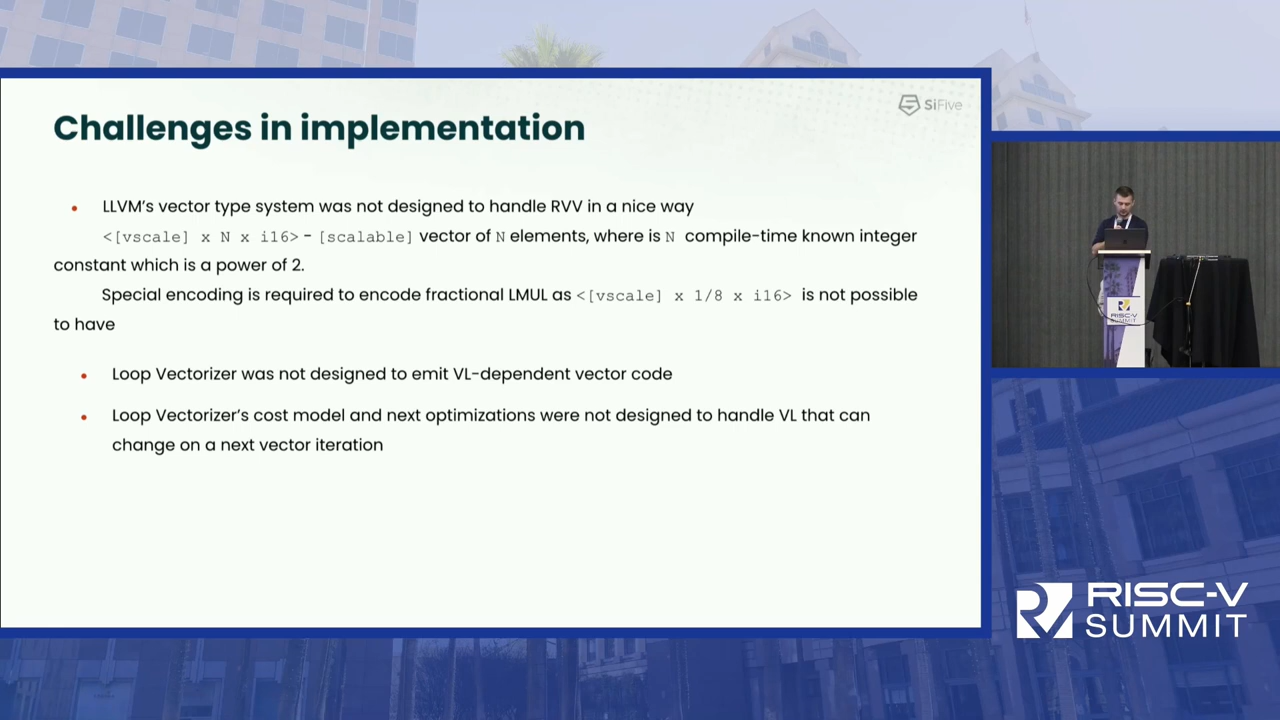 SiFive
Challenges in implementation
• LLVM's vector type system was not designed to handle RVV in a nice way
<[vscale] x N x i16> - [scalable] vector of N elements, where is N compile-time known integer
constant which is a power of 2.
Special encoding is required to encode fractional LMUL as <[vscale] x 1/8 x i16> is not possible
to have
• Loop Vectorizer was not designed to emit VL-dependent vector code
• Loop Vectorizer's cost model and next optimizations were not designed to handle VL that can
change on a next vector iteration
RISC-V
SUMMIT
RISC-V
SUMMIT